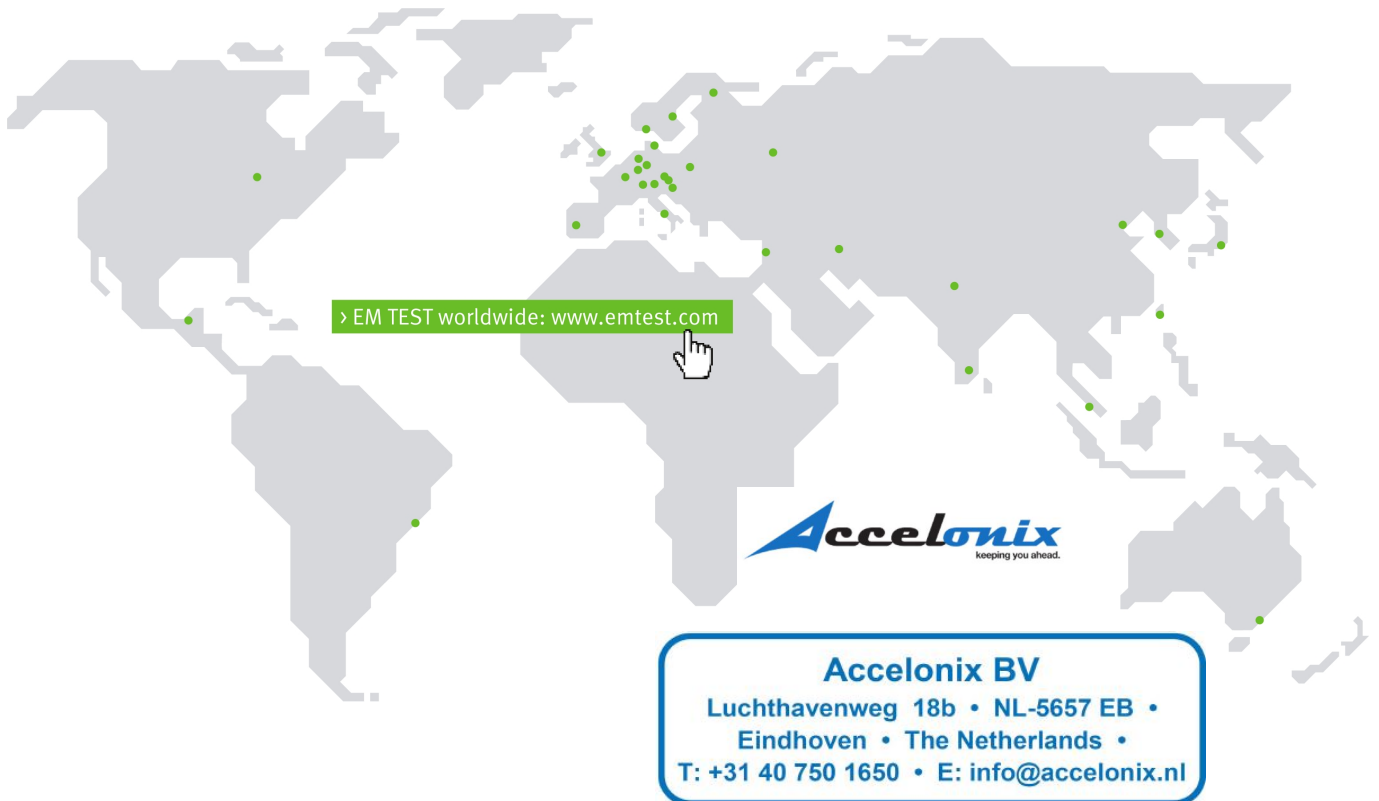 > EM TEST worldwide: www.emtest.com
Accelonix
keeping you ahead.
Accelonix BV
Luchthavenweg 18b • NL-5657 EB •
Eindhoven • The Netherlands •
T: +31 40 750 1650 • E: info@accelonix.nl